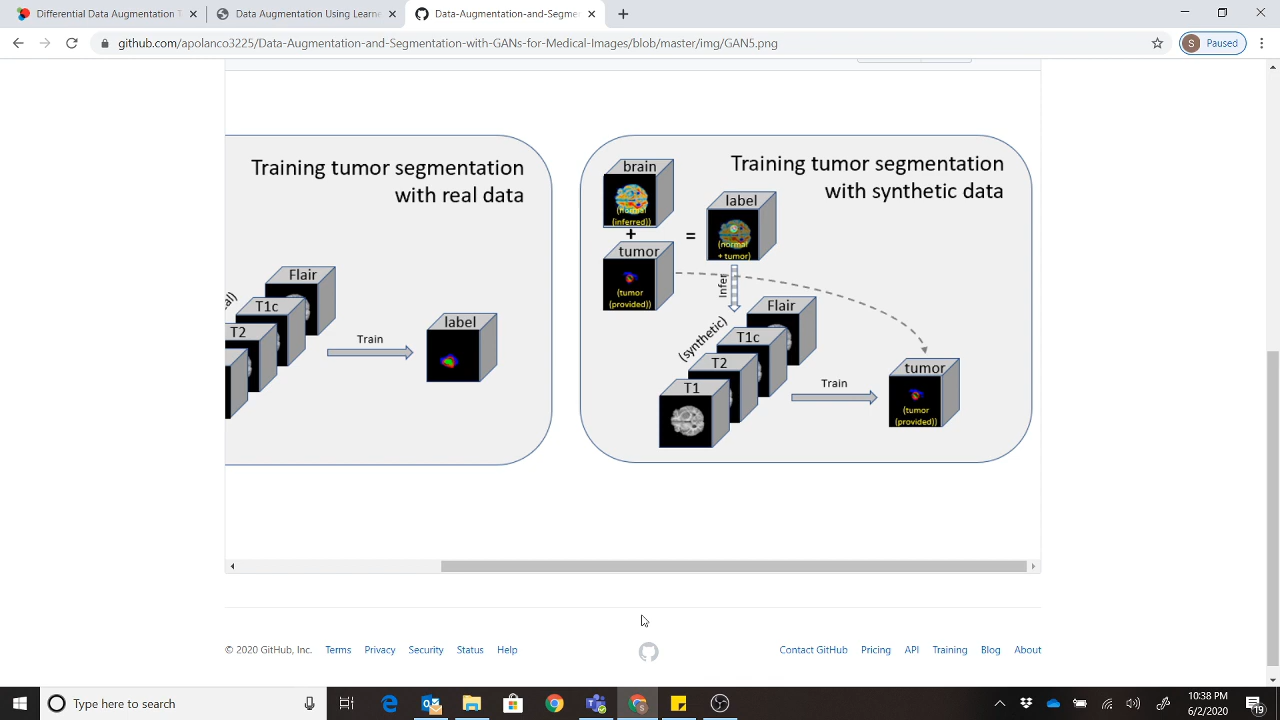 Differential Data Augmentation T
Data Augmentation Using Learne
Data-Augmentation-and-Segme
github.com/apolanco3225/Data-Augmentation-and-Segmentation-with-GANs-for-Medical-Images/blob/master/img/GAN5.png
S
Paused
Training tumor segmentation
with real data
Flair
T1c
T2
al)
Train
label
Training tumor segmentation
with synthetic data
brain
(normal
(inferred))
+
tumor
(tumor
(provided))
=
label
(normal
+ tumor)
Infer
(synthetic)
Flair
T1c
T2
T1
Train
tumor
(tumor
(provided))
© 2020 GitHub, Inc.
Terms
Privacy
Security
Status
Help
Contact GitHub
Pricing
API
Training
Blog
About
Type here to search
10:38 PM
6/2/2020
19